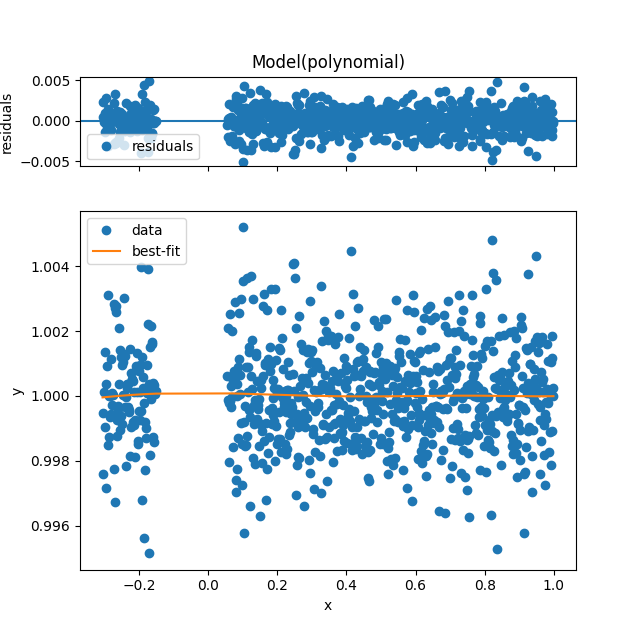 Model(polynomial)
residuals
0.005
0.000
−0.005
residuals
data
best-fit
y
1.004
1.002
1.000
0.998
0.996
−0.2
0.0
0.2
0.4
0.6
0.8
1.0
x